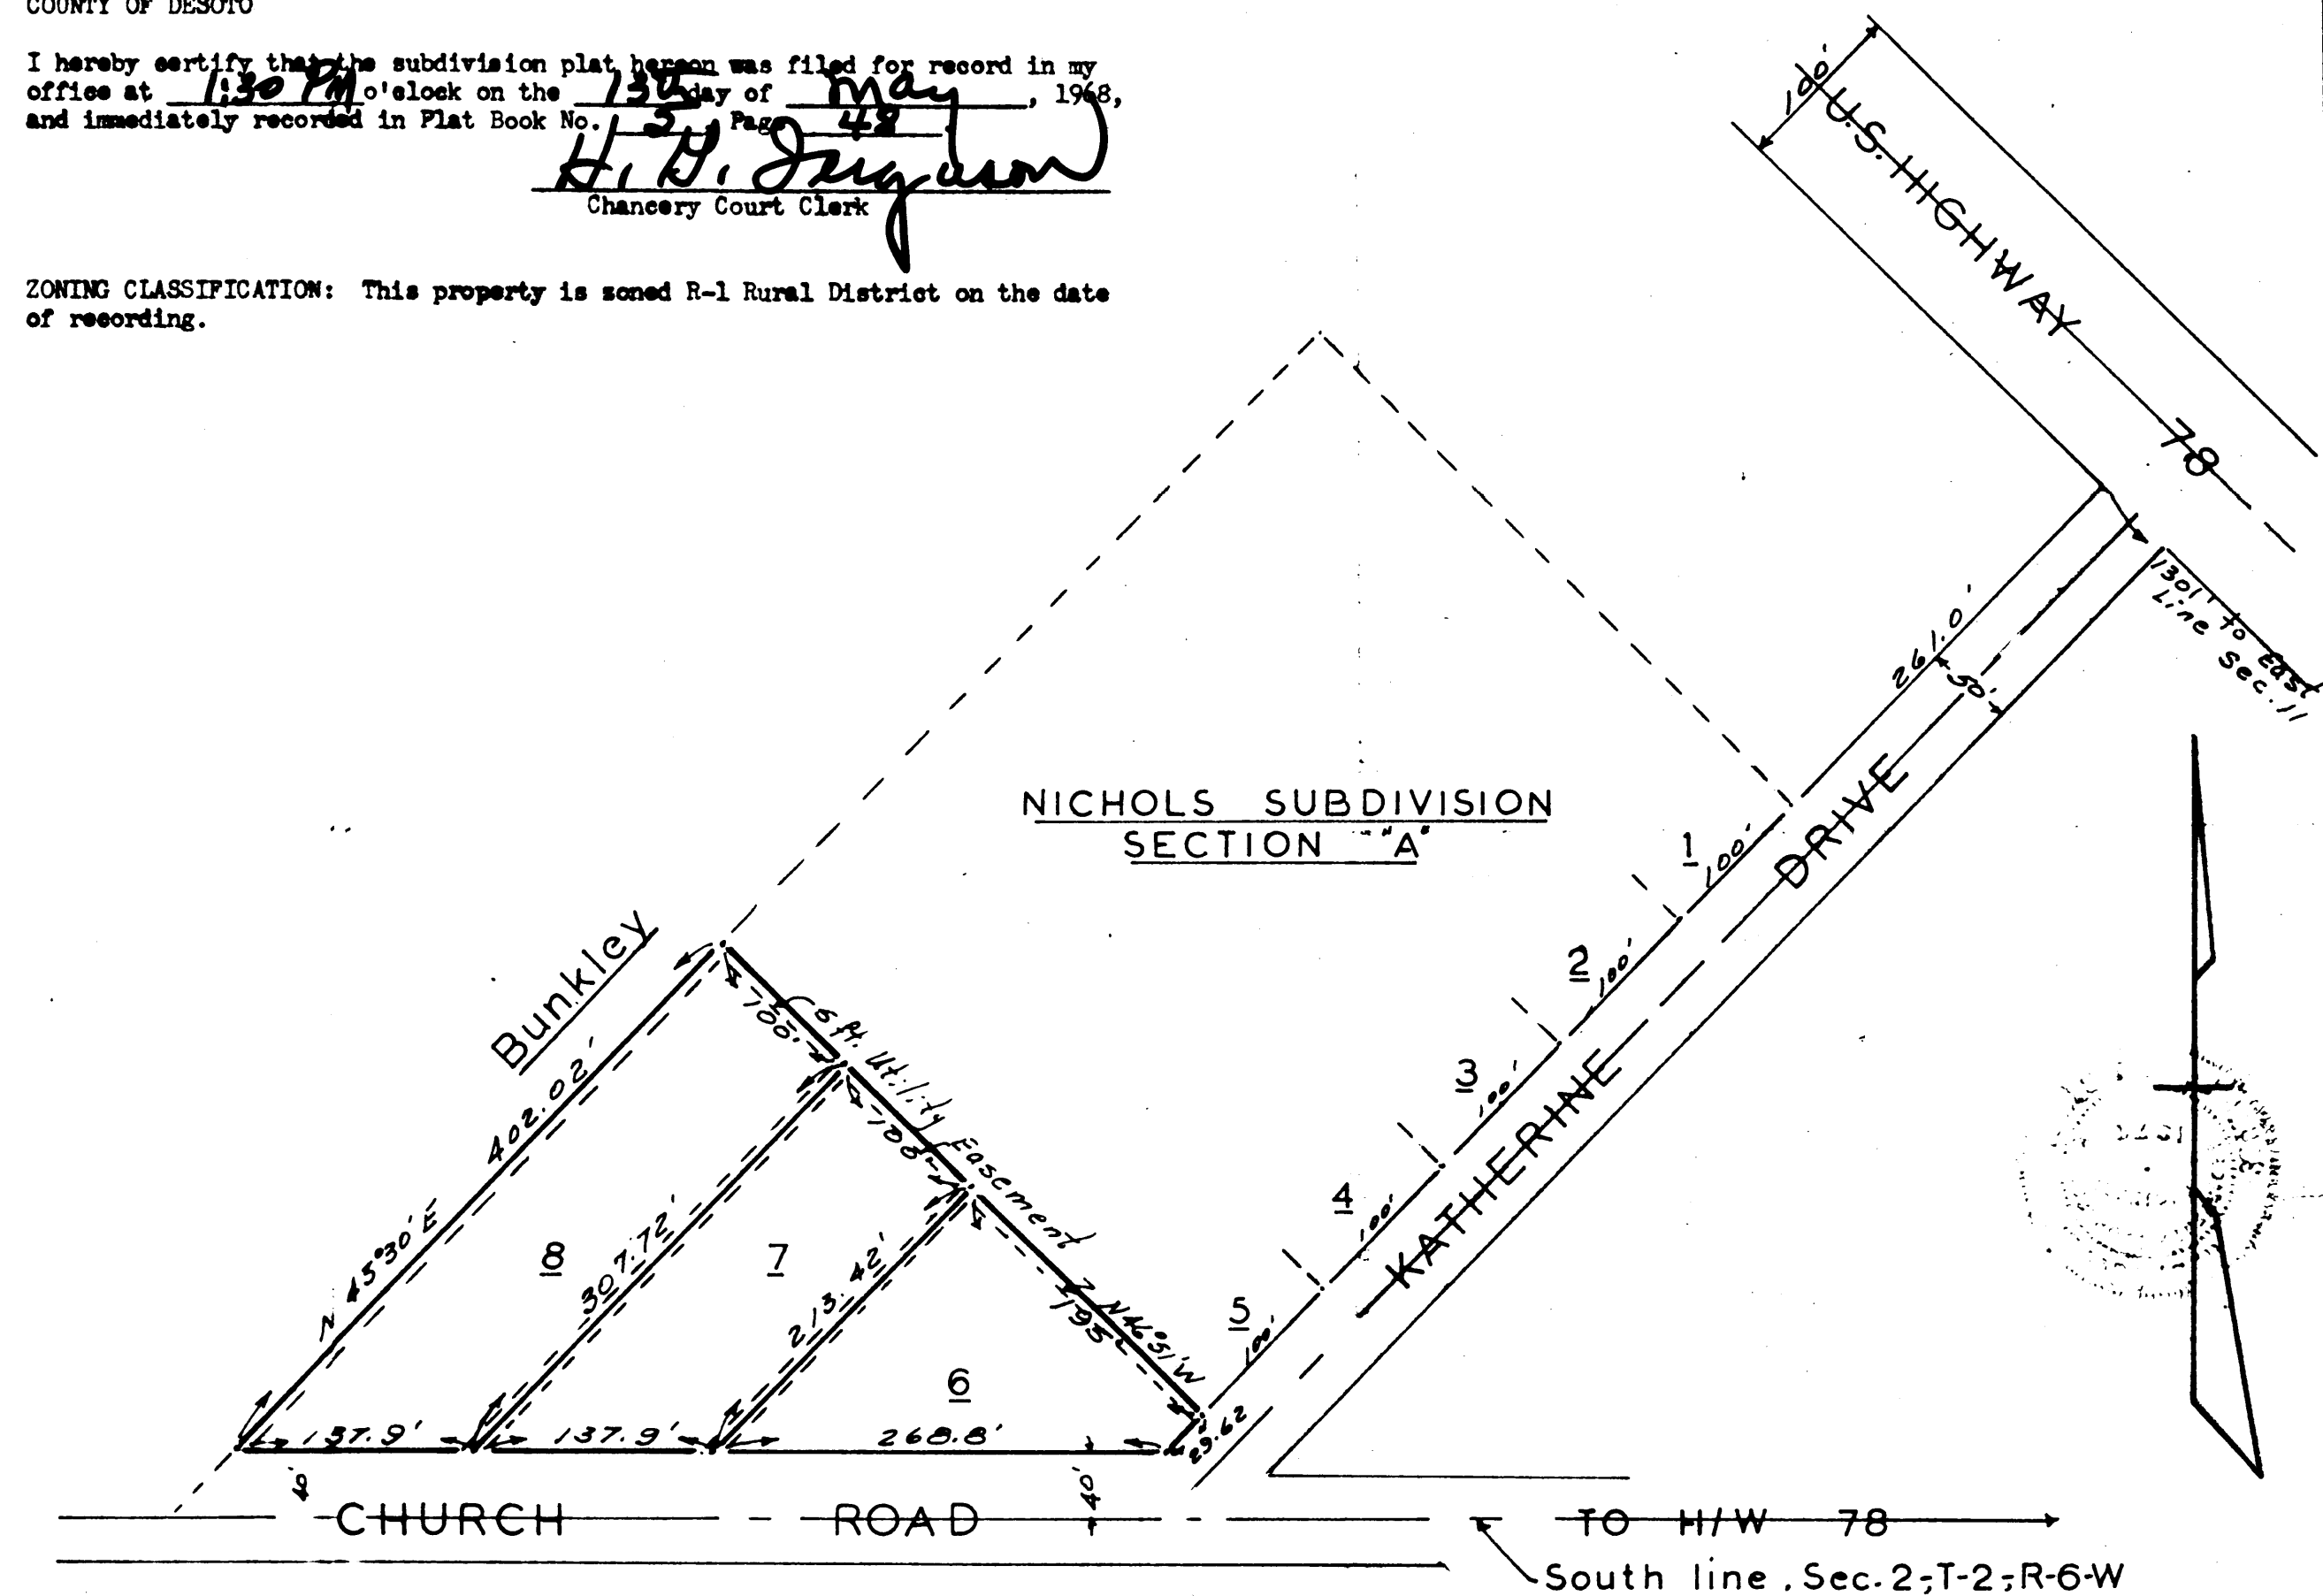 COUNTY OF DESOTO
I hereby certify that the subdivision plat hereon was filed for record in my
office at 1:30 PM o'clock on the 13th day of May, 1968,
and immediately recorded in Plat Book No. 5, Page 48
H. G. Ferguson
Chancery Court Clerk
ZONING CLASSIFICATION: This property is zoned R-1 Rural District on the date
of recording.
100'
U.S. HIGHWAY 78
1301' to East
Line Sec. 11
261.0'
50'
NICHOLS SUBDIVISION
SECTION "A"
1
100'
2
100'
3
100'
4
100'
5
100'
KATHERINE DRIVE
Bunkley
402.02'
N 45°30' E
100'
5 ft. Utility Easement
100'
N 46°51' W
195'
8
307.72'
7
213.42'
6
29.62
137.9'
137.9'
268.8'
40'
CHURCH ROAD
TO H/W 78
South line, Sec. 2-,T-2-,R-6-W